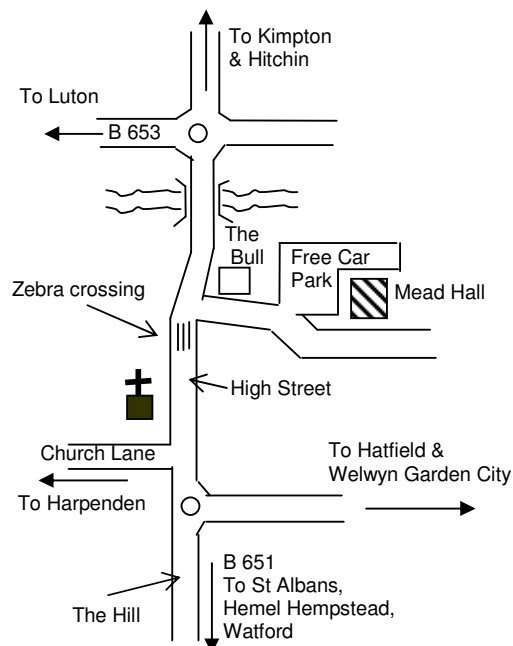 To Kimpton
& Hitchin
To Luton
B 653
The
Bull
Free Car
Park
Mead Hall
Zebra crossing
High Street
Church Lane
To Harpenden
To Hatfield &
Welwyn Garden City
B 651
To St Albans,
Hemel Hempstead,
Watford
The Hill